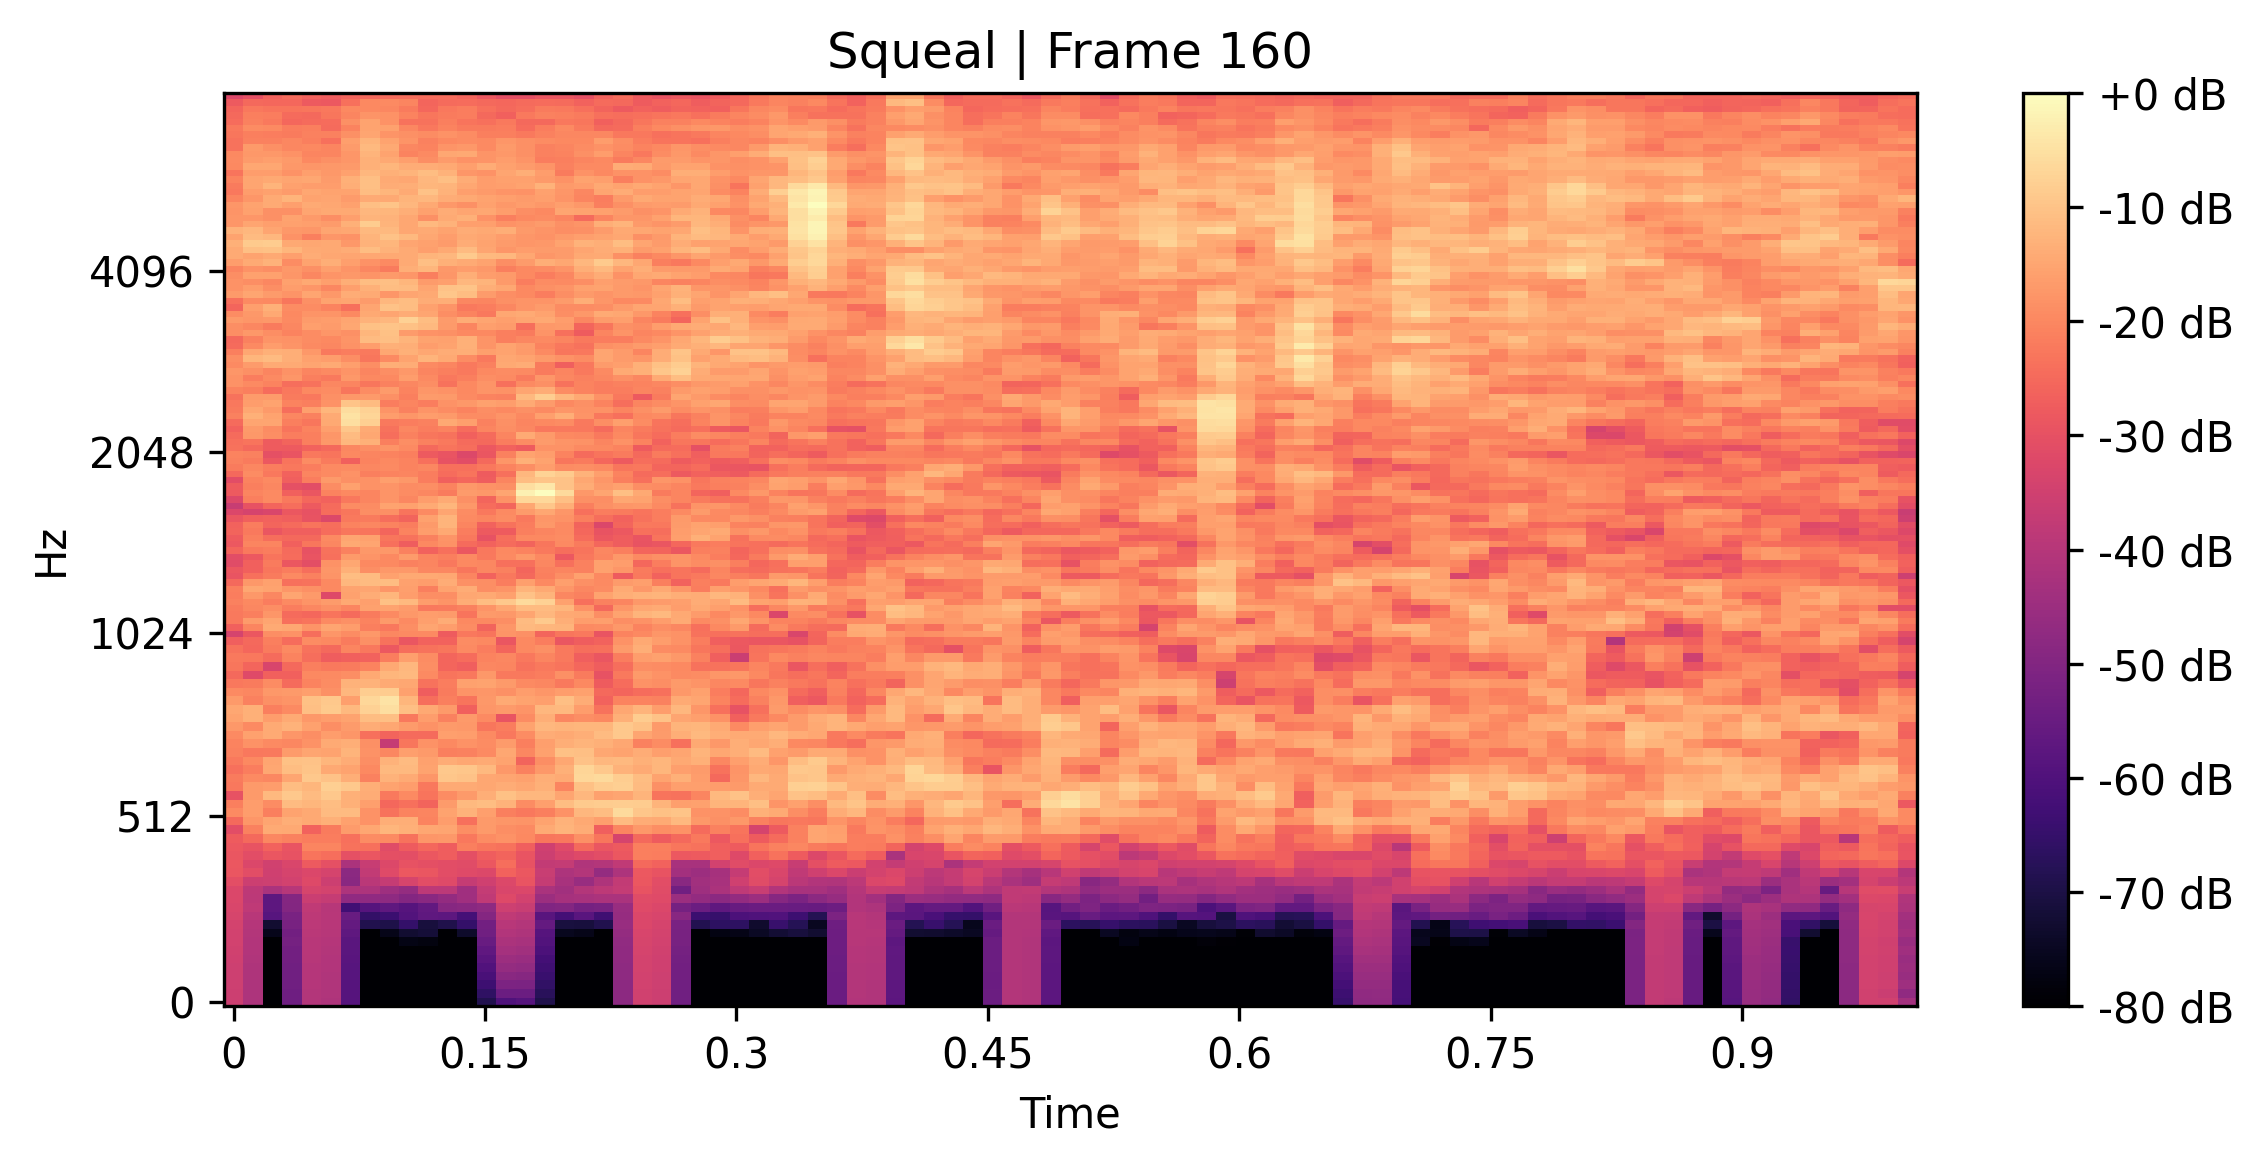 Squeal | Frame 160
+0 dB
-10 dB
-20 dB
-30 dB
-40 dB
-50 dB
-60 dB
-70 dB
-80 dB
Hz
4096
2048
1024
512
0
0 0.15 0.3 0.45 0.6 0.75 0.9
Time